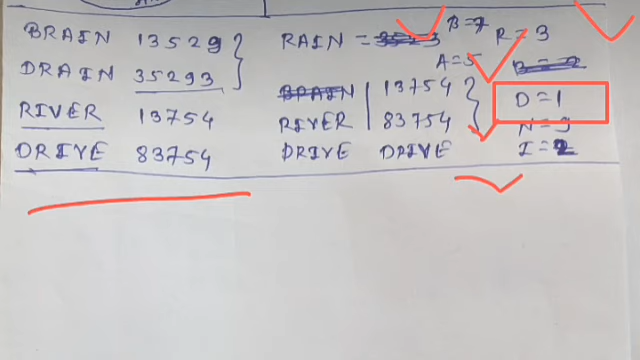 BRAIN 13529
DRAIN 35293
RIVER 13754
DRIVE 83754
RAIN =
B=7
R=3
A=5
13754
D=1
RIVER 83754
N=9
DRIVE DRIVE
I=2